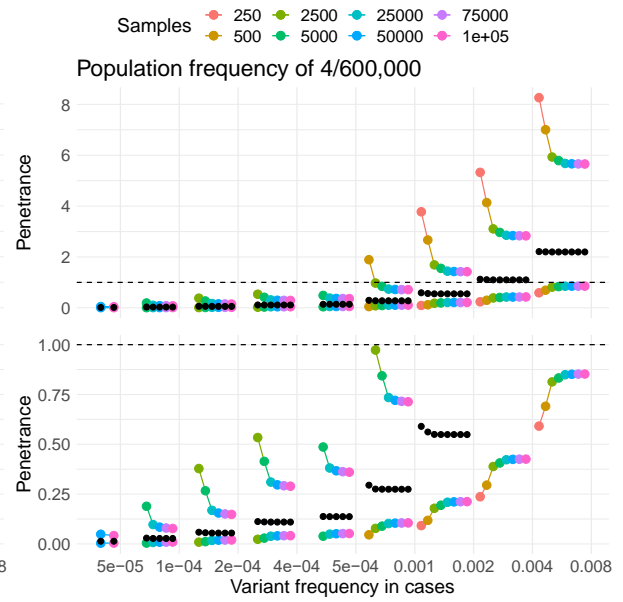 Samples 250 2500 25000 75000
500 5000 50000 1e+05
Population frequency of 4/600,000
Penetrance
8
6
4
2
0
Penetrance
1.00
0.75
0.50
0.25
0.00
8 5e−05 1e−04 2e−04 4e−04 5e−04 0.001 0.002 0.004 0.008
Variant frequency in cases